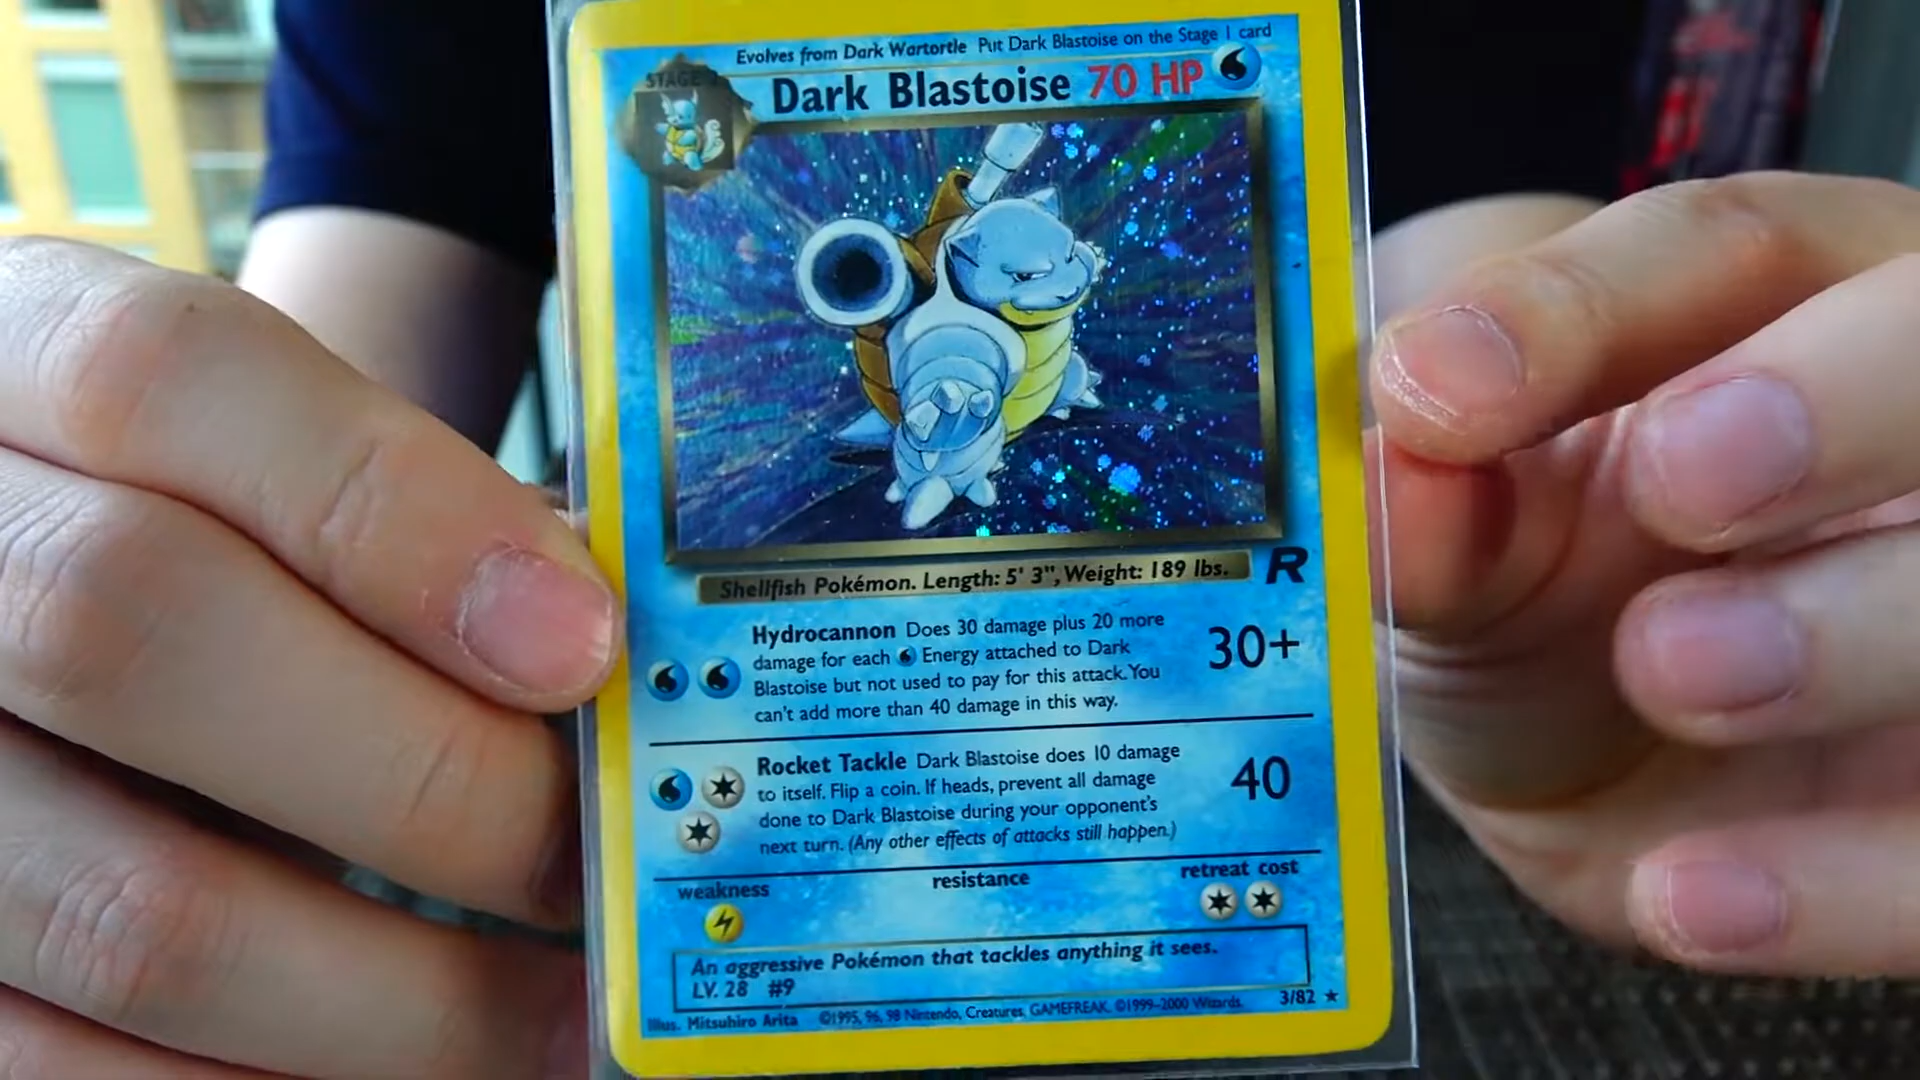 Evolves from Dark Wartortle Put Dark Blastoise on the Stage 1 card
STAGE
Dark Blastoise 70 HP
Shellfish Pokémon. Length: 5' 3", Weight: 189 lbs.
R
Hydrocannon Does 30 damage plus 20 more
damage for each Energy attached to Dark
Blastoise but not used to pay for this attack. You
can't add more than 40 damage in this way.
30+
Rocket Tackle Dark Blastoise does 10 damage
to itself. Flip a coin. If heads, prevent all damage
done to Dark Blastoise during your opponent's
next turn. (Any other effects of attacks still happen.)
40
weakness
resistance
retreat cost
An aggressive Pokémon that tackles anything it sees.
LV. 28 #9
Illus. Mitsuhiro Arita ©1995, 96, 98 Nintendo, Creatures, GAMEFREAK. ©1999-2000 Wizards. 3/82 ★